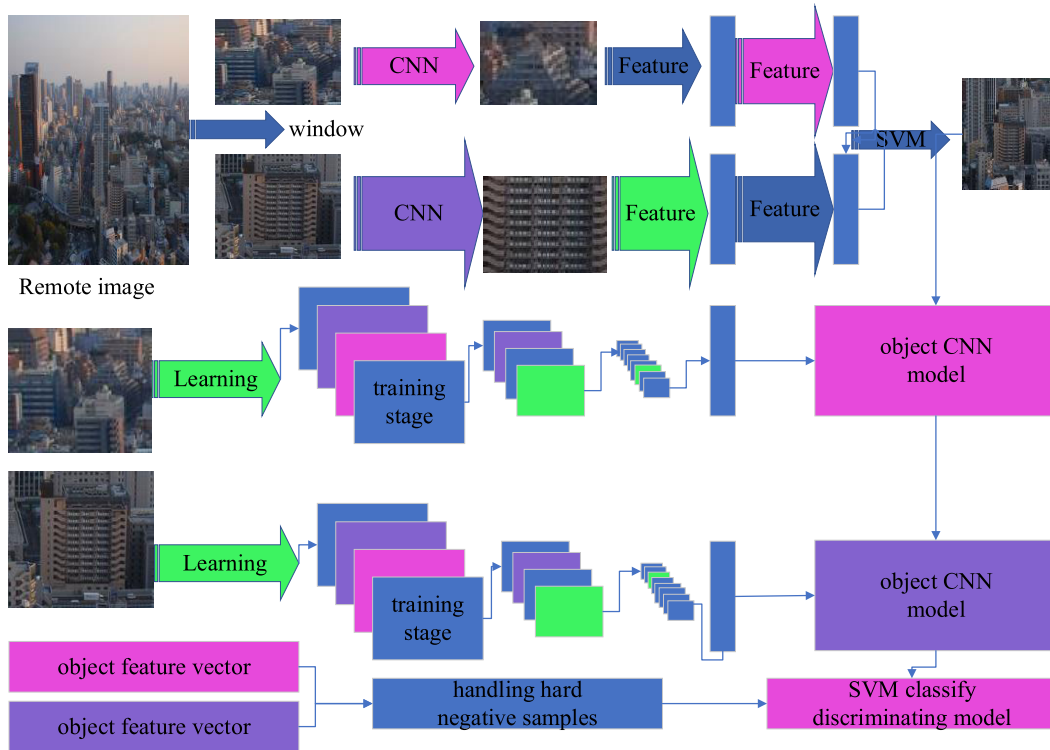 CNN
Feature
Feature
window
SVM
CNN
Feature
Feature
Remote image
Learning
training
stage
object CNN
model
Learning
training
stage
object CNN
model
object feature vector
object feature vector
handling hard
negative samples
SVM classify
discriminating model